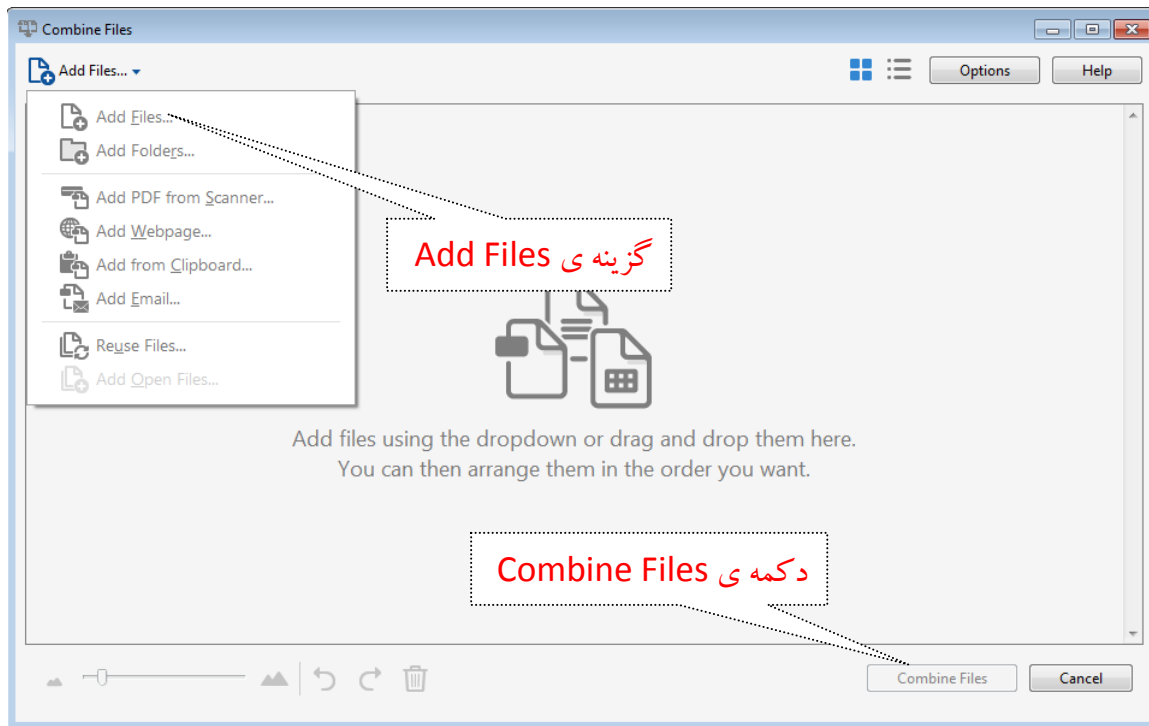 Combine Files
Add Files...
Options
Help
Add Files...
Add Folders...
Add PDF from Scanner...
Add Webpage...
Add from Clipboard...
Add Email...
Reuse Files...
Add Open Files...
گزینه ی Add Files
Add files using the dropdown or drag and drop them here.
You can then arrange them in the order you want.
دکمه ی Combine Files
Combine Files
Cancel